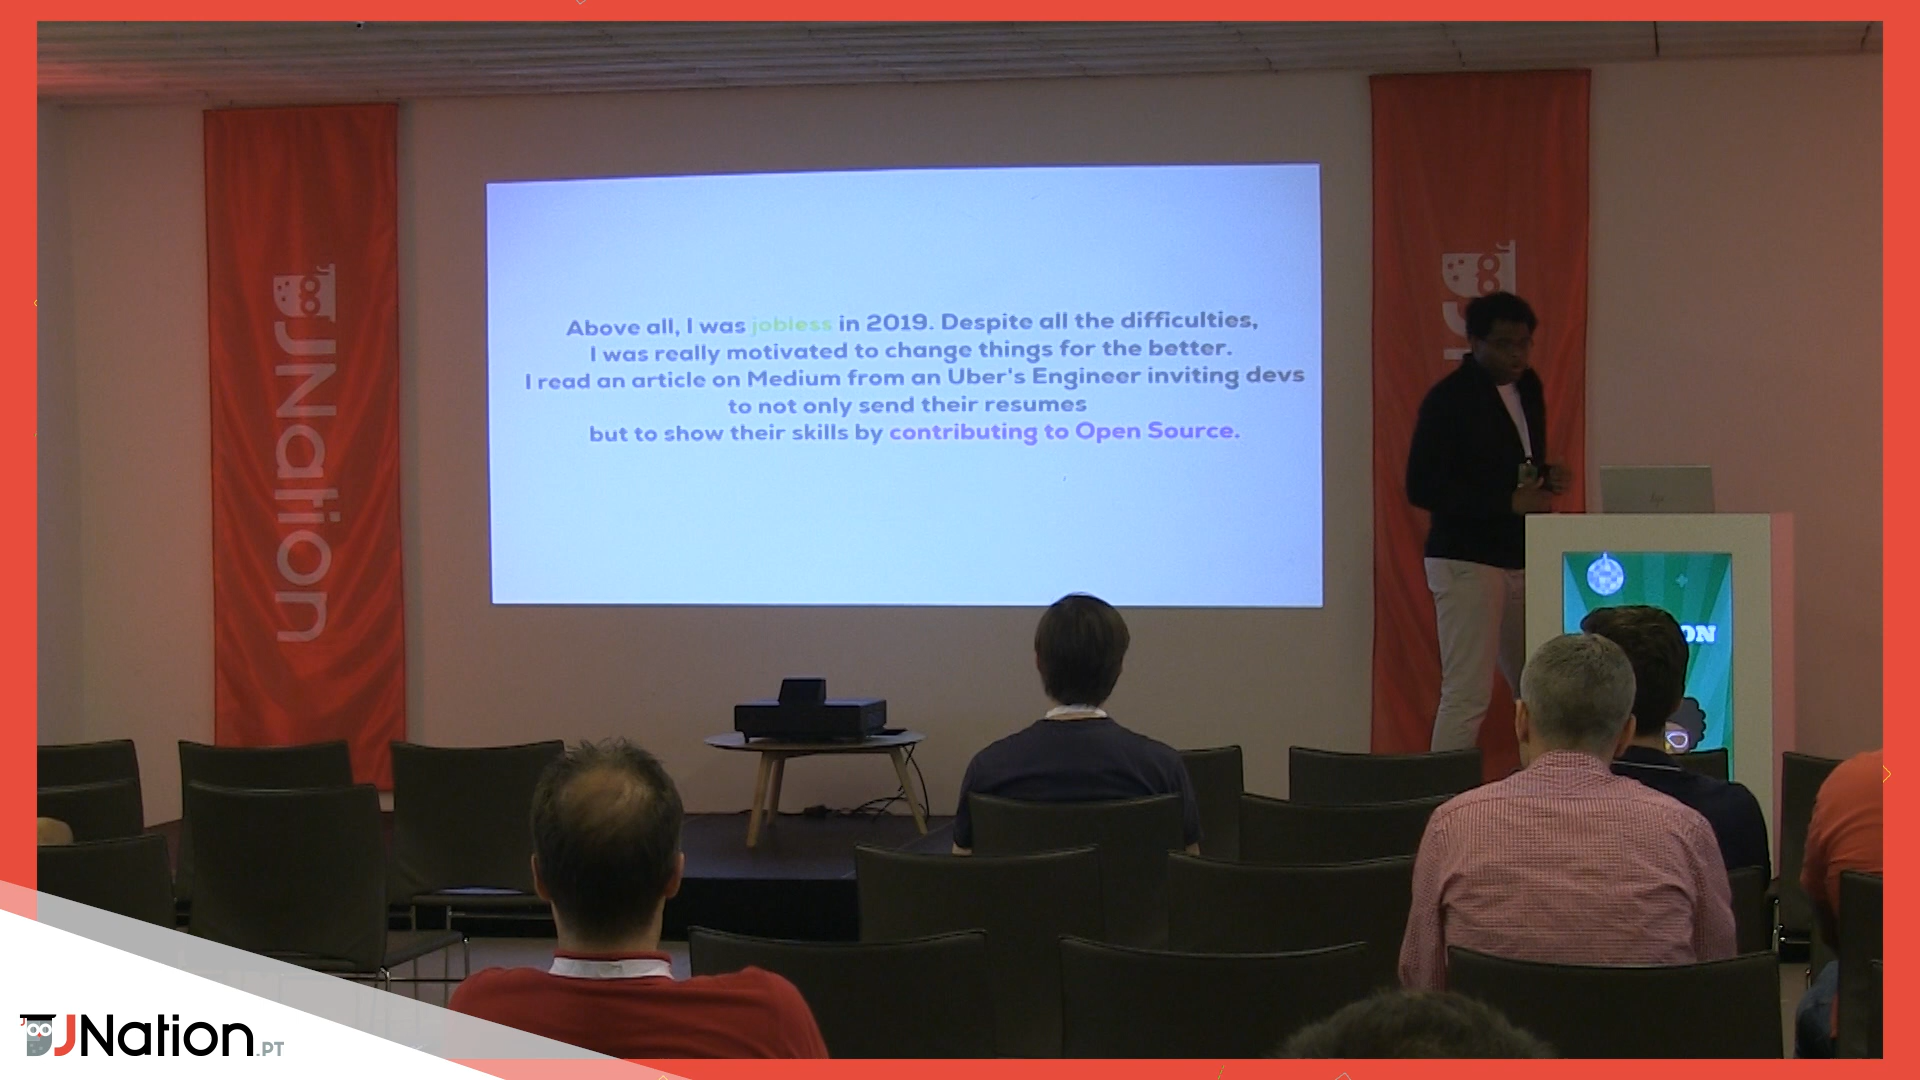 Above all, I was jobless in 2019. Despite all the difficulties,
I was really motivated to change things for the better.
I read an article on Medium from an Uber's Engineer inviting devs
to not only send their resumes
but to show their skills by contributing to Open Source.
JNation
hp
JNation.PT